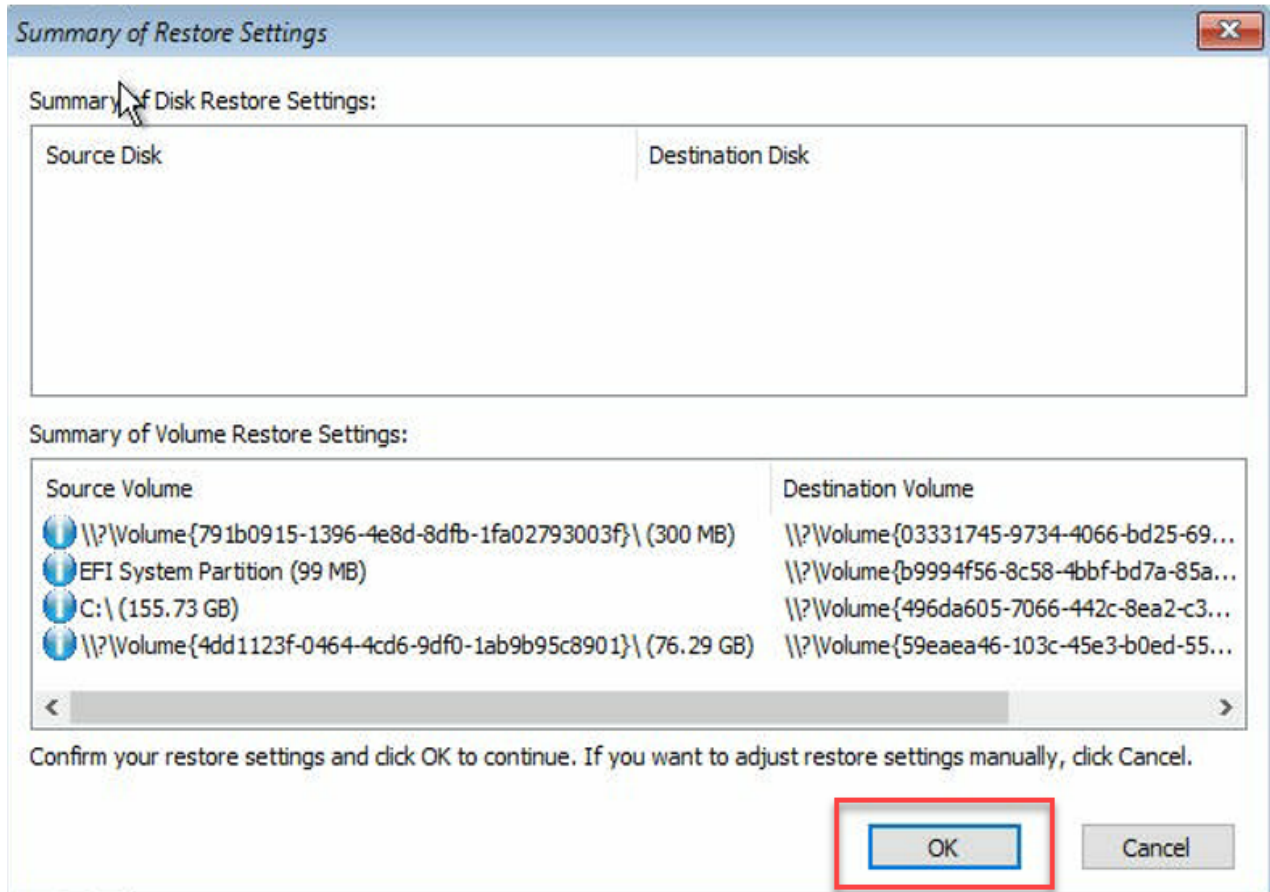 Summary of Restore Settings
Summary of Disk Restore Settings:
Source Disk Destination Disk
Summary of Volume Restore Settings:
Source Volume Destination Volume
\\?\Volume{791b0915-1396-4e8d-8dfb-1fa02793003f}\ (300 MB) \\?\Volume{03331745-9734-4066-bd25-69...
EFI System Partition (99 MB) \\?\Volume{b9994f56-8c58-4bbf-bd7a-85a...
C:\ (155.73 GB) \\?\Volume{496da605-7066-442c-8ea2-c3...
\\?\Volume{4dd1123f-0464-4cd6-9df0-1ab9b95c8901}\ (76.29 GB) \\?\Volume{59eaea46-103c-45e3-b0ed-55...
Confirm your restore settings and click OK to continue. If you want to adjust restore settings manually, click Cancel.
OK Cancel